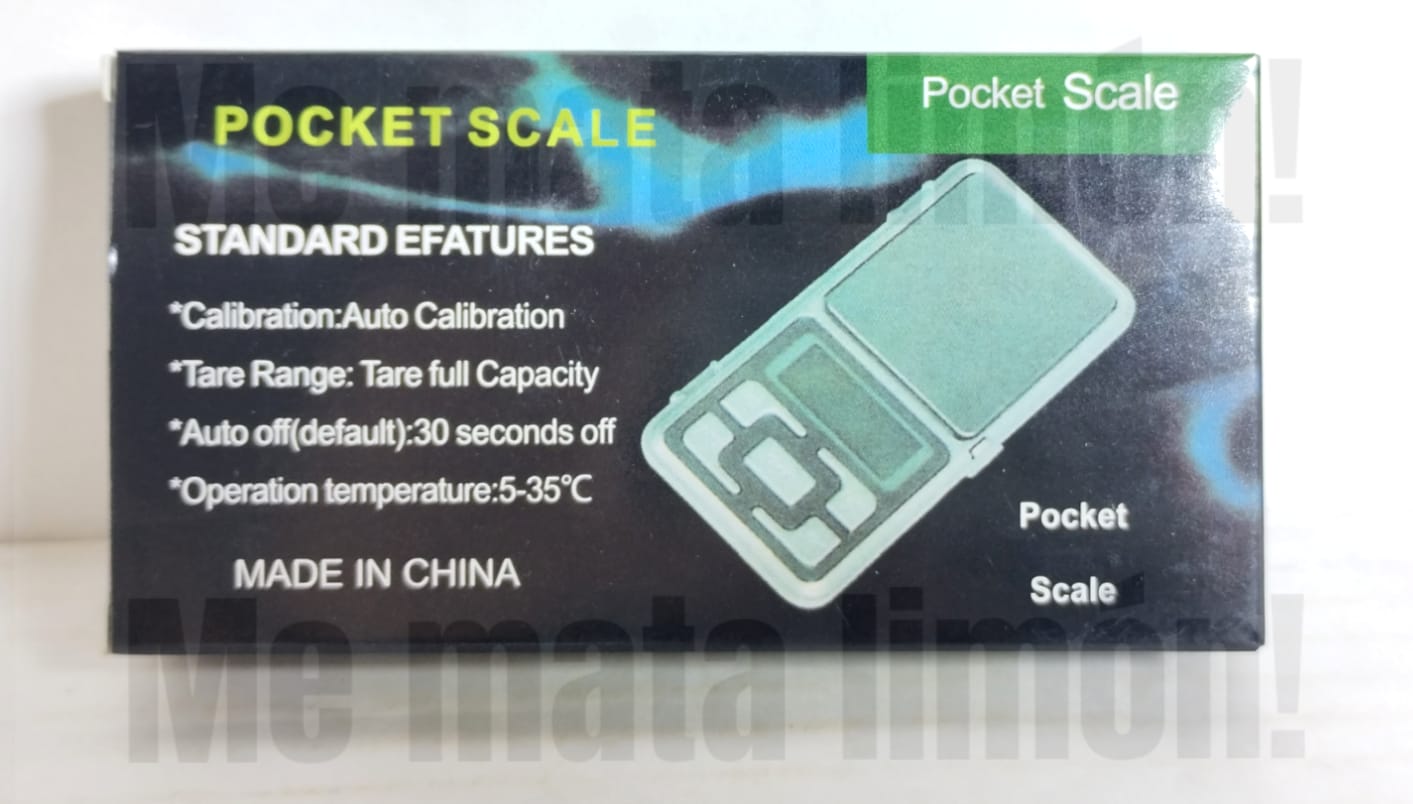 Pocket Scale
POCKET SCALE
STANDARD EFATURES
*Calibration:Auto Calibration
*Tare Range: Tare full Capacity
*Auto off(default):30 seconds off
*Operation temperature:5-35℃
MADE IN CHINA
Pocket
Scale
Me mata limón!
Me mata limón!